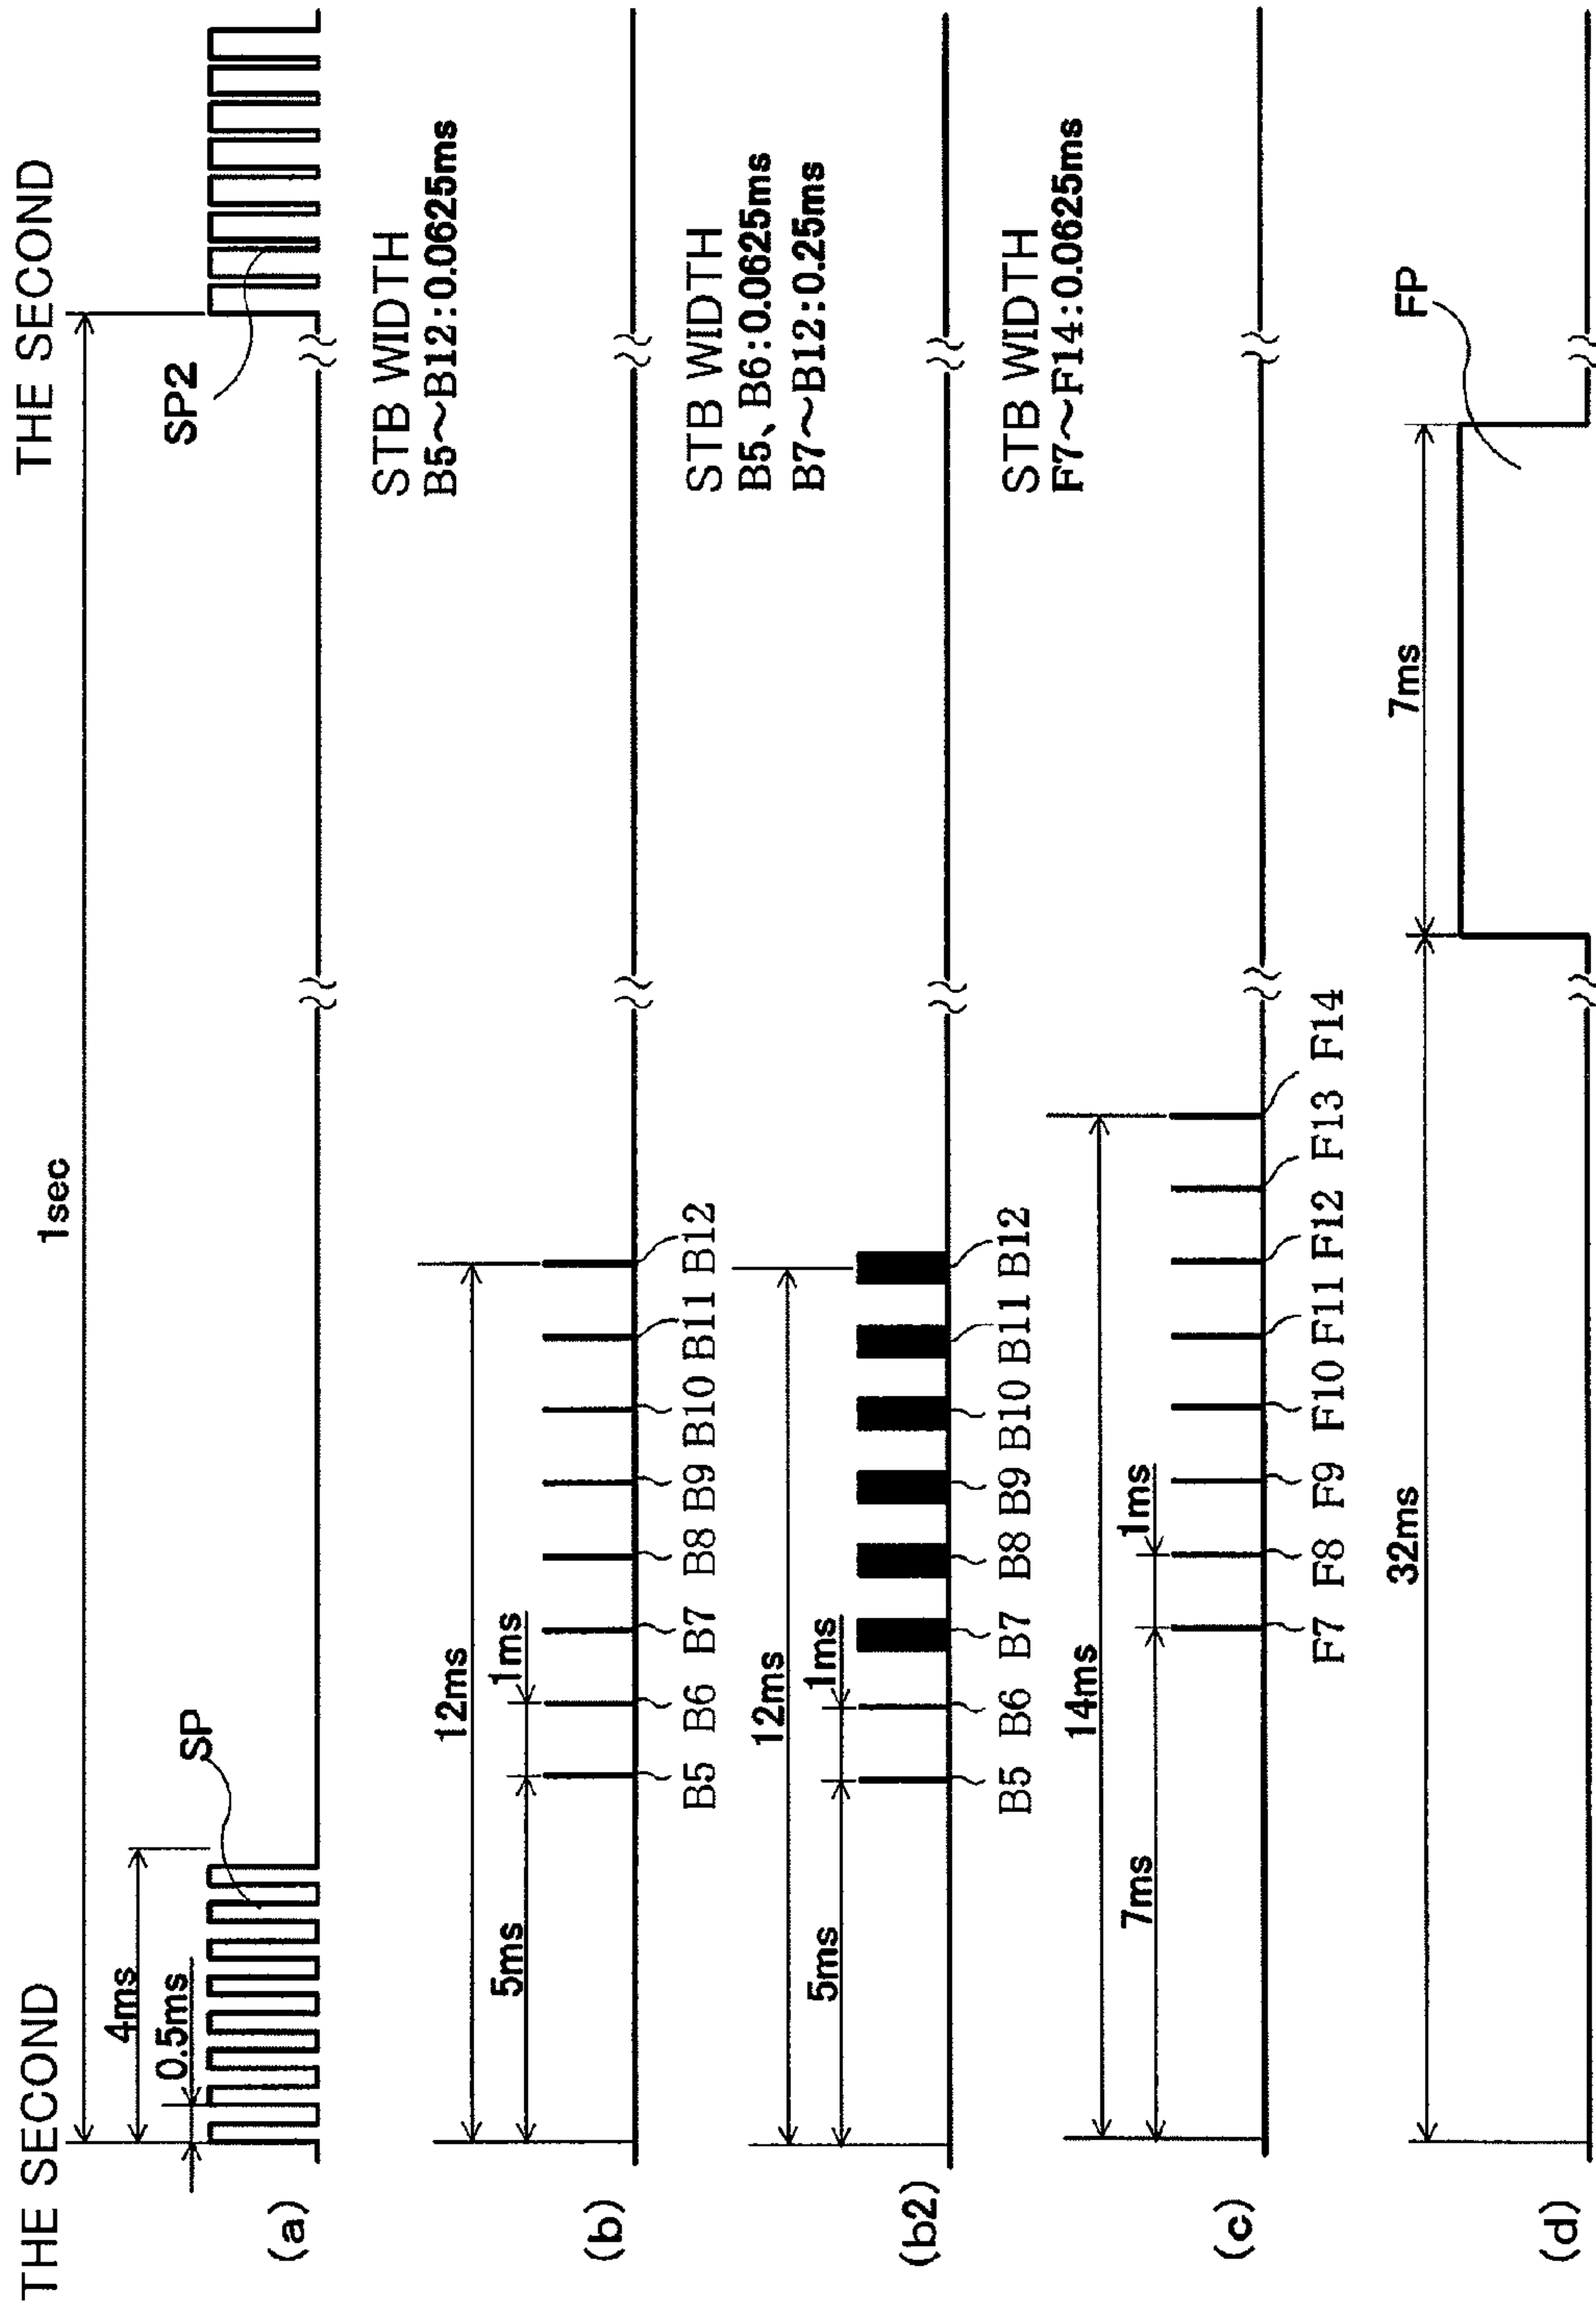 THE SECOND
THE SECOND
1sec
4ms
0.5ms
SP
SP2
(a)
STB WIDTH
B5～B12:0.0625ms
12ms
5ms
1ms
B5 B6 B7 B8 B9 B10 B11 B12
(b)
STB WIDTH
B5、B6:0.0625ms
B7～B12:0.25ms
12ms
5ms
1ms
B5 B6 B7 B8 B9 B10 B11 B12
(b2)
STB WIDTH
F7～F14:0.0625ms
14ms
7ms
1ms
F7 F8 F9 F10 F11 F12 F13 F14
(c)
FP
32ms
7ms
(d)